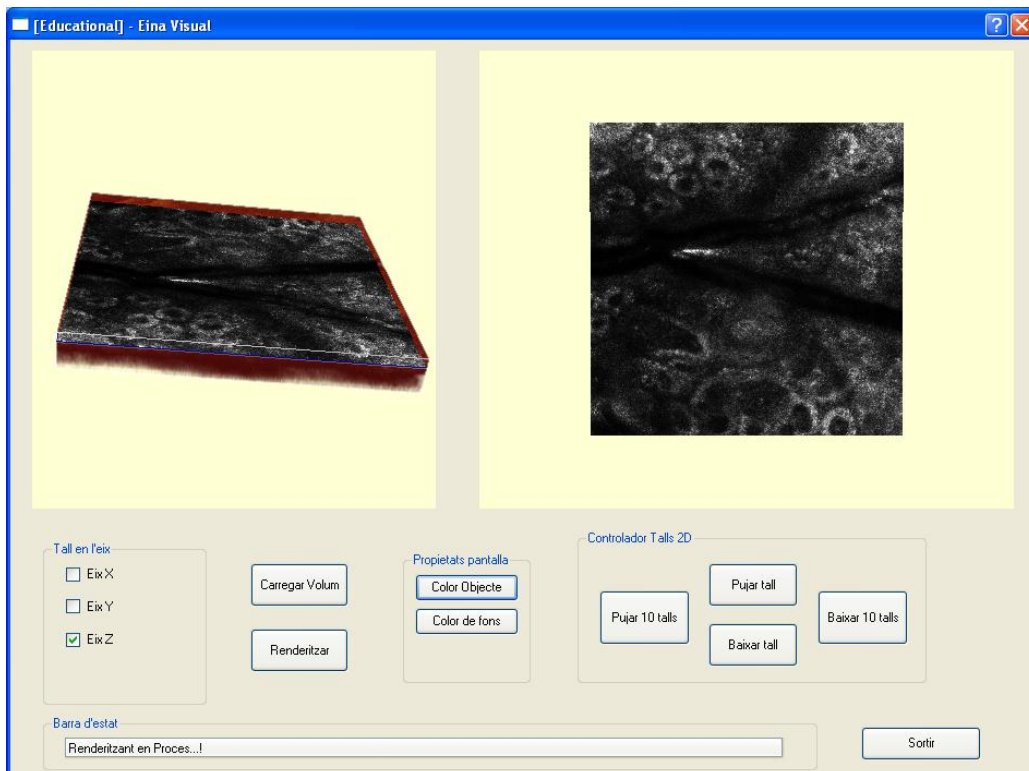 [Educational] - Eina Visual
Tall en l'eix
Eix X
Eix Y
Eix Z
Carregar Volum
Renderitzar
Propietats pantalla
Color Objecte
Color de fons
Controlador Talls 2D
Pujar 10 talls
Pujar tall
Baixar tall
Baixar 10 talls
Barra d'estat
Renderitzant en Proces...!
Sortir